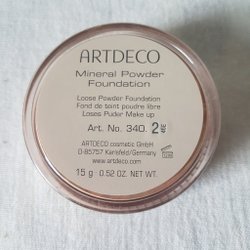 ARTDECO
Mineral Powder
Foundation
Loose Powder Foundation
Fond de teint poudre libre
Loses Puder Make up
Art. No. 340. 2
ARTDECO cosmetic GmbH
D-85757 Karlsfeld/Germany
www.artdeco.com
15 g 0.52 OZ. NET WT.